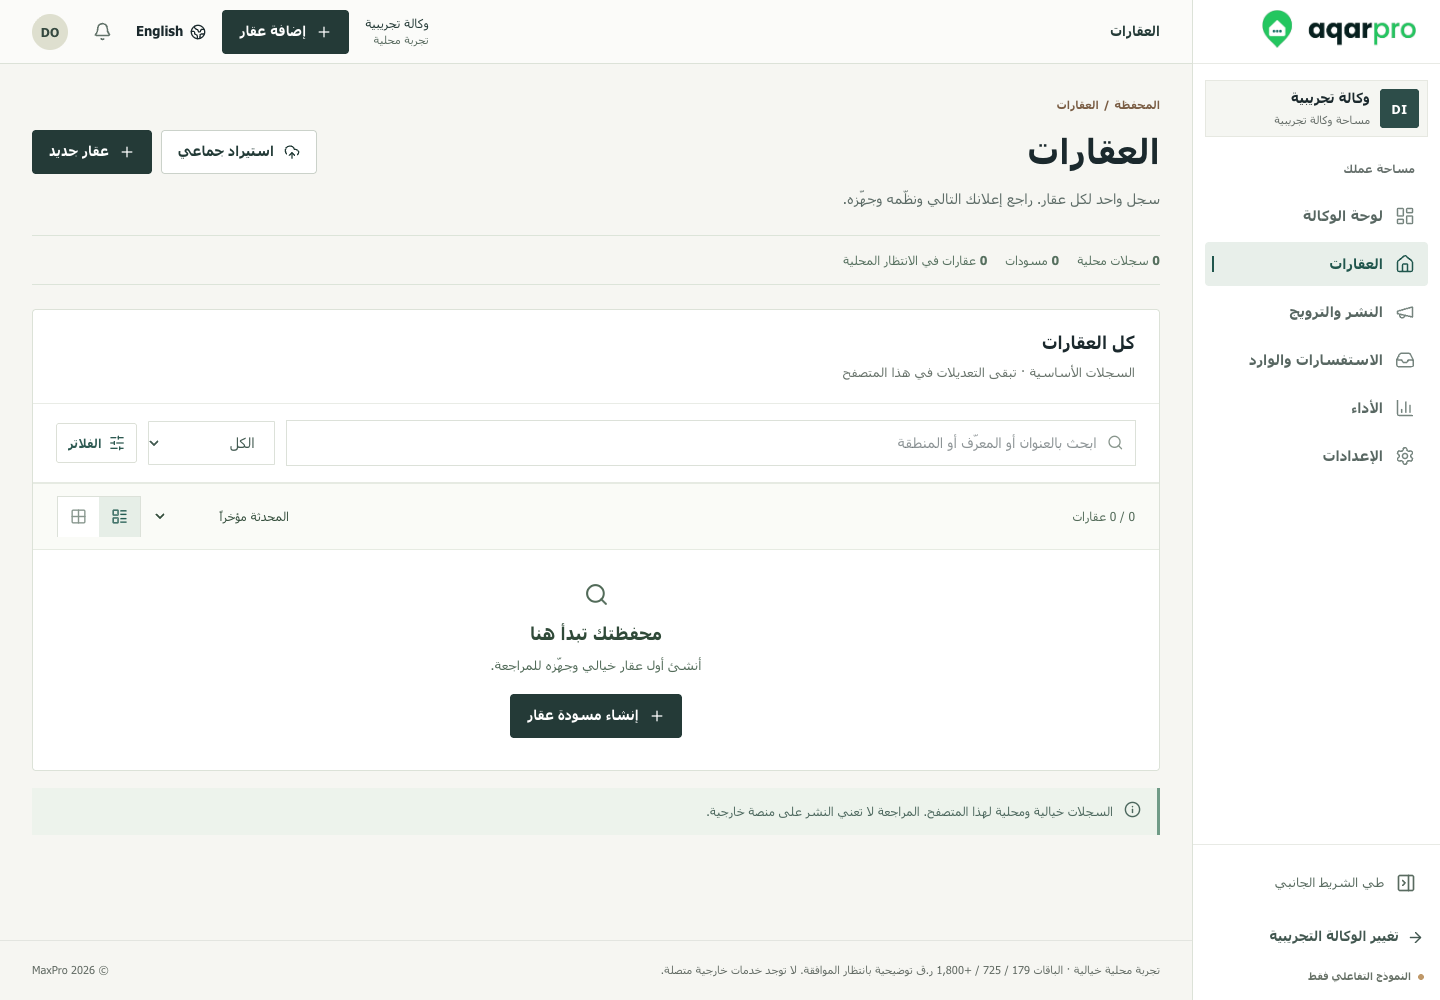 aqarpro
DI
وكالة تجريبية
مساحة وكالة تجريبية
مساحة عملك
لوحة الوكالة
العقارات
النشر والترويج
الاستفسارات والوارد
الأداء
الإعدادات
طي الشريط الجانبي
تغيير الوكالة التجريبية
النموذج التفاعلي فقط
العقارات
وكالة تجريبية
تجربة محلية
إضافة عقار
English
DO
المحفظة / العقارات
العقارات
استيراد جماعي
عقار جديد
سجل واحد لكل عقار. راجع إعلانك التالي ونظّمه وجهّزه.
0 سجلات محلية 0 مسودات 0 عقارات في الانتظار المحلية
كل العقارات
السجلات الأساسية · تبقى التعديلات في هذا المتصفح
ابحث بالعنوان أو المعرّف أو المنطقة
الكل
الفلاتر
0 / 0 عقارات
المحدثة مؤخراً
محفظتك تبدأ هنا
أنشئ أول عقار خيالي وجهّزه للمراجعة.
إنشاء مسودة عقار
السجلات خيالية ومحلية لهذا المتصفح. المراجعة لا تعني النشر على منصة خارجية.
تجربة محلية خيالية · الباقات 179 / 725 / +1,800 ر.ق توضيحية بانتظار الموافقة. لا توجد خدمات خارجية متصلة.
© 2026 MaxPro